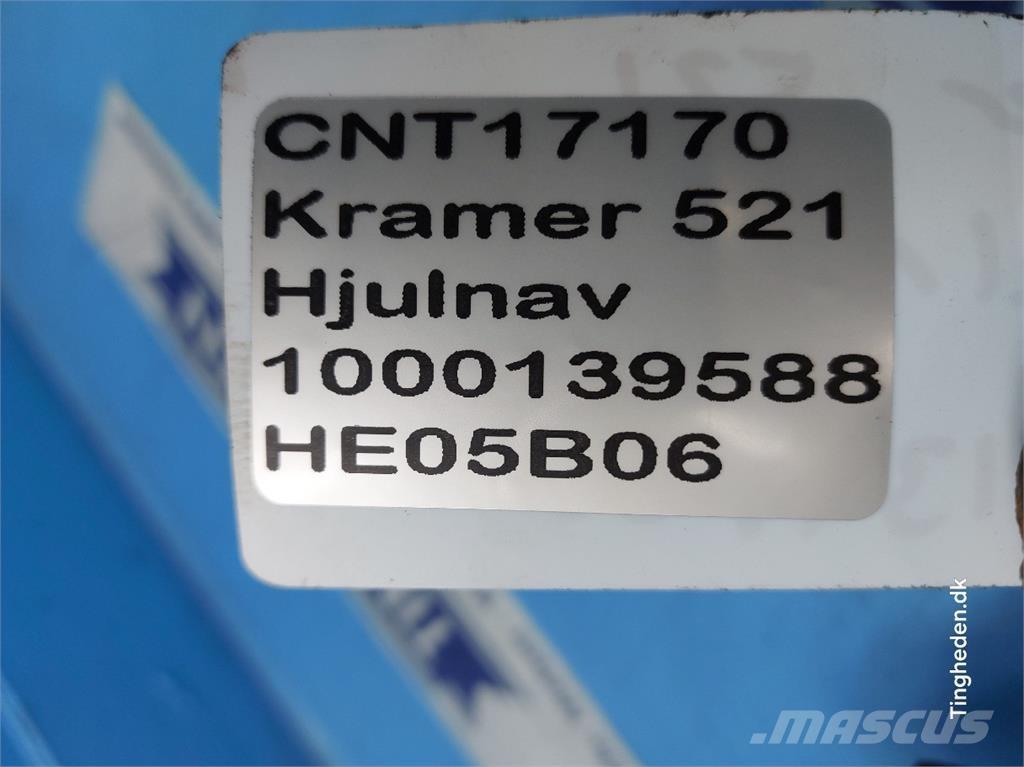 CNT17170
Kramer 521
Hjulnav
1000139588
HE05B06
Tingheden.dk
MASCUS